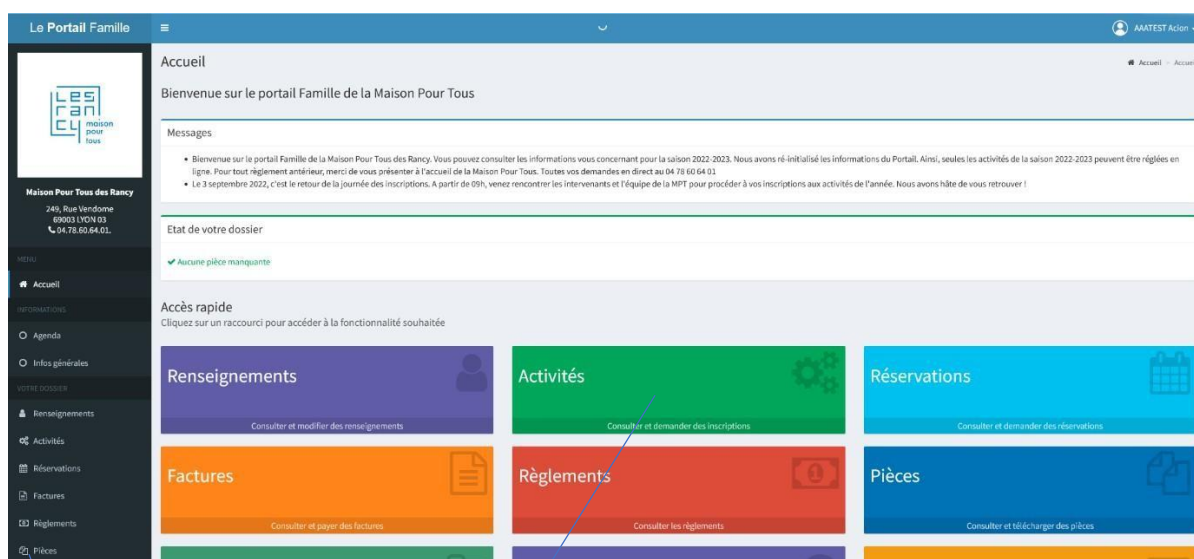 Le Portail Famille
AAATEST Acion
Les
ran
cy maison
pour
tous
Maison Pour Tous des Rancy
249, Rue Vendome
69003 LYON 03
04.78.60.64.01.
MENU
Accueil
INFORMATIONS
Agenda
Infos générales
VOTRE DOSSIER
Renseignements
Activités
Réservations
Factures
Règlements
Pièces
Accueil
Accueil > Accueil
Bienvenue sur le portail Famille de la Maison Pour Tous
Messages
• Bienvenue sur le portail Famille de la Maison Pour Tous des Rancy. Vous pouvez consulter les informations vous concernant pour la saison 2022-2023. Nous avons ré-initialisé les informations du Portail. Ainsi, seules les activités de la saison 2022-2023 peuvent être réglées en
ligne. Pour tout règlement antérieur, merci de vous présenter à l'accueil de la Maison Pour Tous. Toutes vos demandes en direct au 04 78 60 64 01
• Le 3 septembre 2022, c'est le retour de la journée des inscriptions. A partir de 09h, venez rencontrer les intervenants et l'équipe de la MPT pour procéder à vos inscriptions aux activités de l'année. Nous avons hâte de vous retrouver !
Etat de votre dossier
Aucune pièce manquante
Accès rapide
Cliquez sur un raccourci pour accéder à la fonctionnalité souhaitée
Renseignements
Consulter et modifier des renseignements
Activités
Consulter et demander des inscriptions
Réservations
Consulter et demander des réservations
Factures
Consulter et payer des factures
Règlements
Consulter les règlements
Pièces
Consulter et télécharger des pièces